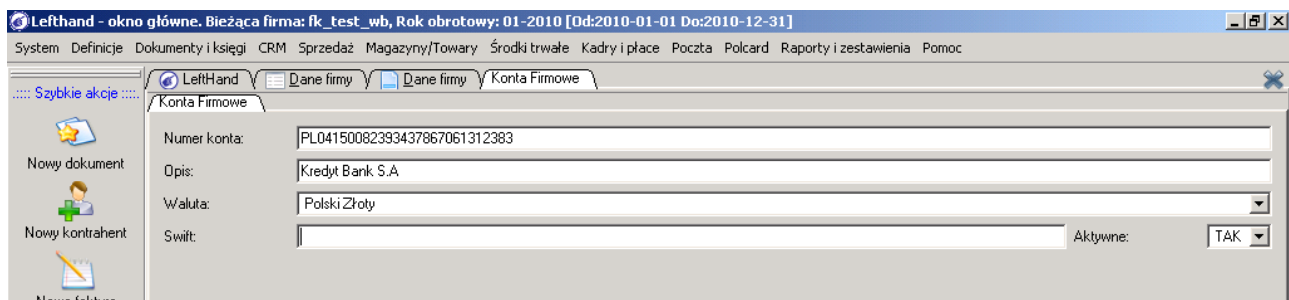 Lefthand - okno główne. Bieżąca firma: fk_test_wb, Rok obrotowy: 01-2010 [Od:2010-01-01 Do:2010-12-31]
System Definicje Dokumenty i księgi CRM Sprzedaż Magazyny/Towary Środki trwałe Kadry i płace Poczta Polcard Raporty i zestawienia Pomoc
.::::: Szybkie akcje :::::.
LeftHand Dane firmy Dane firmy Konta Firmowe
Konta Firmowe
Nowy dokument
Nowy kontrahent
Numer konta: PL04150082393437867061312383
Opis: Kredyt Bank S.A
Waluta: Polski Złoty
Swift: Aktywne: TAK